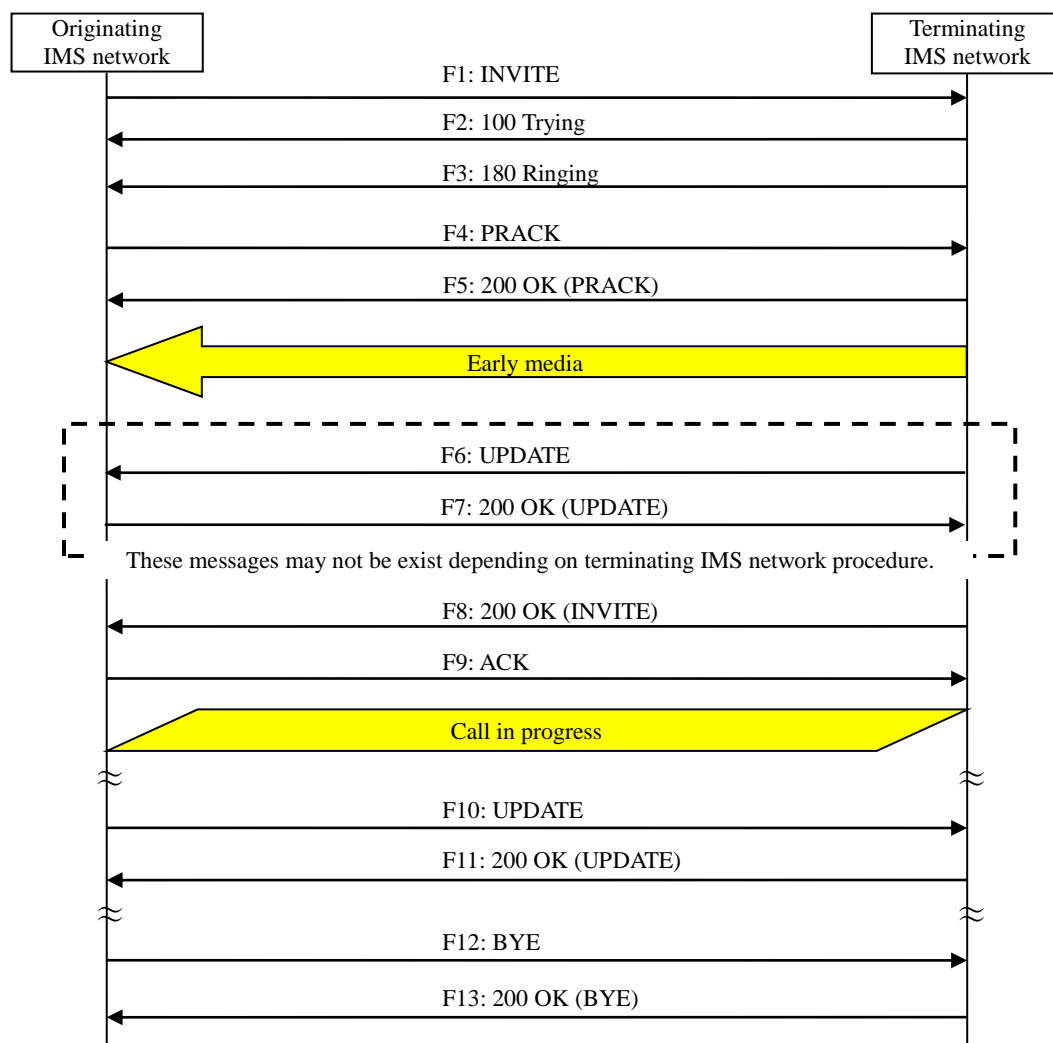 Originating
IMS network
Terminating
IMS network
F1: INVITE
F2: 100 Trying
F3: 180 Ringing
F4: PRACK
F5: 200 OK (PRACK)
Early media
F6: UPDATE
F7: 200 OK (UPDATE)
These messages may not be exist depending on terminating IMS network procedure.
F8: 200 OK (INVITE)
F9: ACK
Call in progress
F10: UPDATE
F11: 200 OK (UPDATE)
F12: BYE
F13: 200 OK (BYE)